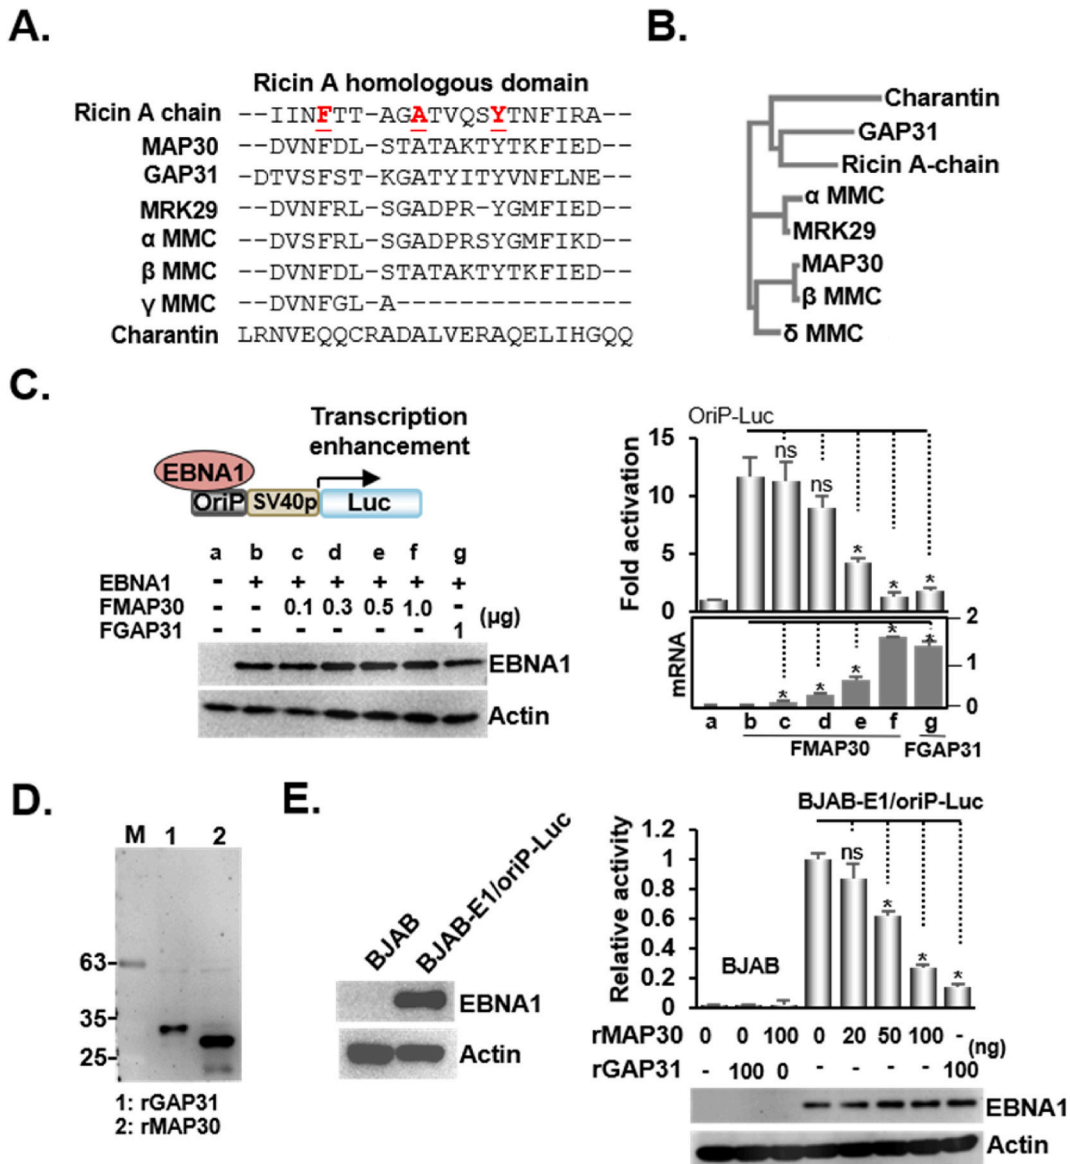 A.
Ricin A homologous domain
Ricin A chain --IINFTT-AGATVQSYTNFIRA--
MAP30 --DVNFDL-STATAKTYTKFIED--
GAP31 -DTVSFST-KGATYITYVNFLNE--
MRK29 --DVNFRL-SGADPR-YGMFIED--
α MMC --DVSFRL-SGADPRSYGMFIKD--
β MMC --DVNFDL-STATAKTYTKFIED--
γ MMC --DVNFGL-A---------------
Charantin LRNVEQQCRADALVERAQELIHGQQ
B.
Charantin
GAP31
Ricin A-chain
α MMC
MRK29
MAP30
β MMC
δ MMC
C.
Transcription
enhancement
EBNA1
OriP SV40p Luc
a b c d e f g
EBNA1 - + + + + + +
FMAP30 - - 0.1 0.3 0.5 1.0 - (µg)
FGAP31 - - - - - - 1
EBNA1
Actin
OriP-Luc
Fold activation
15
10
5
0
ns ns * * *
mRNA
2
1
0
* * * * *
a b c d e f g
FMAP30 FGAP31
D.
M 1 2
63-
35-
25-
1: rGAP31
2: rMAP30
E.
BJAB
BJAB-E1/oriP-Luc
EBNA1
Actin
BJAB-E1/oriP-Luc
Relative activity
1.2
1
0.8
0.6
0.4
0.2
0
BJAB
ns * * *
rMAP30 0 0 100 0 20 50 100 - (ng)
rGAP31 - 100 0 - - - - 100
EBNA1
Actin